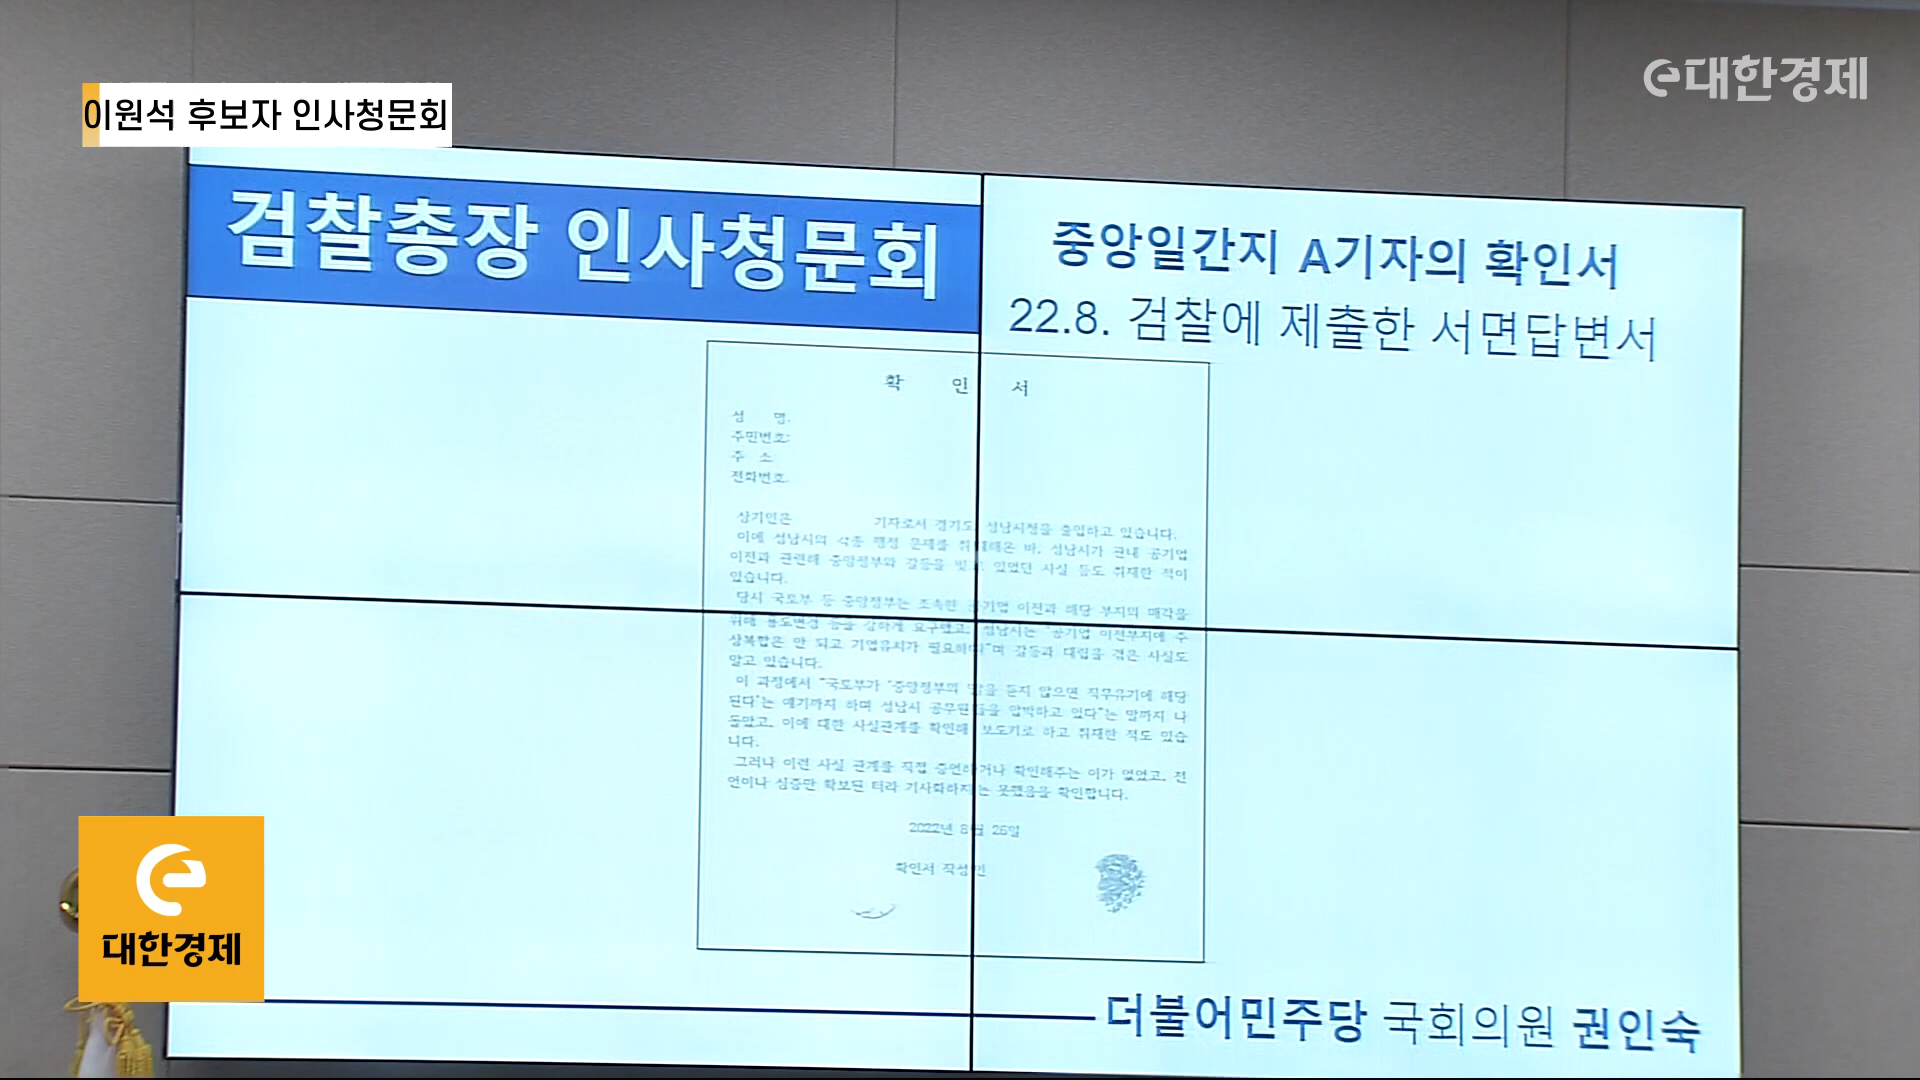 이원석 후보자 인사청문회
e대한경제
검찰총장 인사청문회
중앙일간지 A기자의 확인서
22.8. 검찰에 제출한 서면답변서
확 인 서
성 명:
주민번호:
주 소:
전화번호:
상기인은 기자로서 경기도, 성남시청을 출입하고 있습니다.
이에 성남시의 각종 행정 문제를 취재해온 바, 성남시가 관내 공기업
이전과 관련해 중앙정부와 갈등을 빚고 있었던 사실 등도 취재한 적이
있습니다.
당시 국토부 등 중앙정부는 조속한 공기업 이전과 해당 부지의 매각을
위해 용도변경 등을 강하게 요구했고, 성남시는 "공기업 이전부지에 주
상복합은 안 되고 기업유치가 필요하다"며 갈등과 대립을 겪은 사실도
알고 있습니다.
이 과정에서 "국토부가 '중앙정부의 말을 듣지 않으면 직무유기에 해당
된다'는 얘기까지 하며 성남시 공무원들을 압박하고 있다"는 말까지 나
돌았고, 이에 대한 사실관계를 확인해 보도키로 하고 취재한 적도 있습
니다.
그러나 이런 사실 관계를 직접 증언하거나 확인해주는 이가 없었고, 전
언이나 심증만 확보된 터라 기사화하지는 못했음을 확인합니다.
2022년 8월 26일
확인서 작성인
대한경제
더불어민주당 국회의원 권인숙